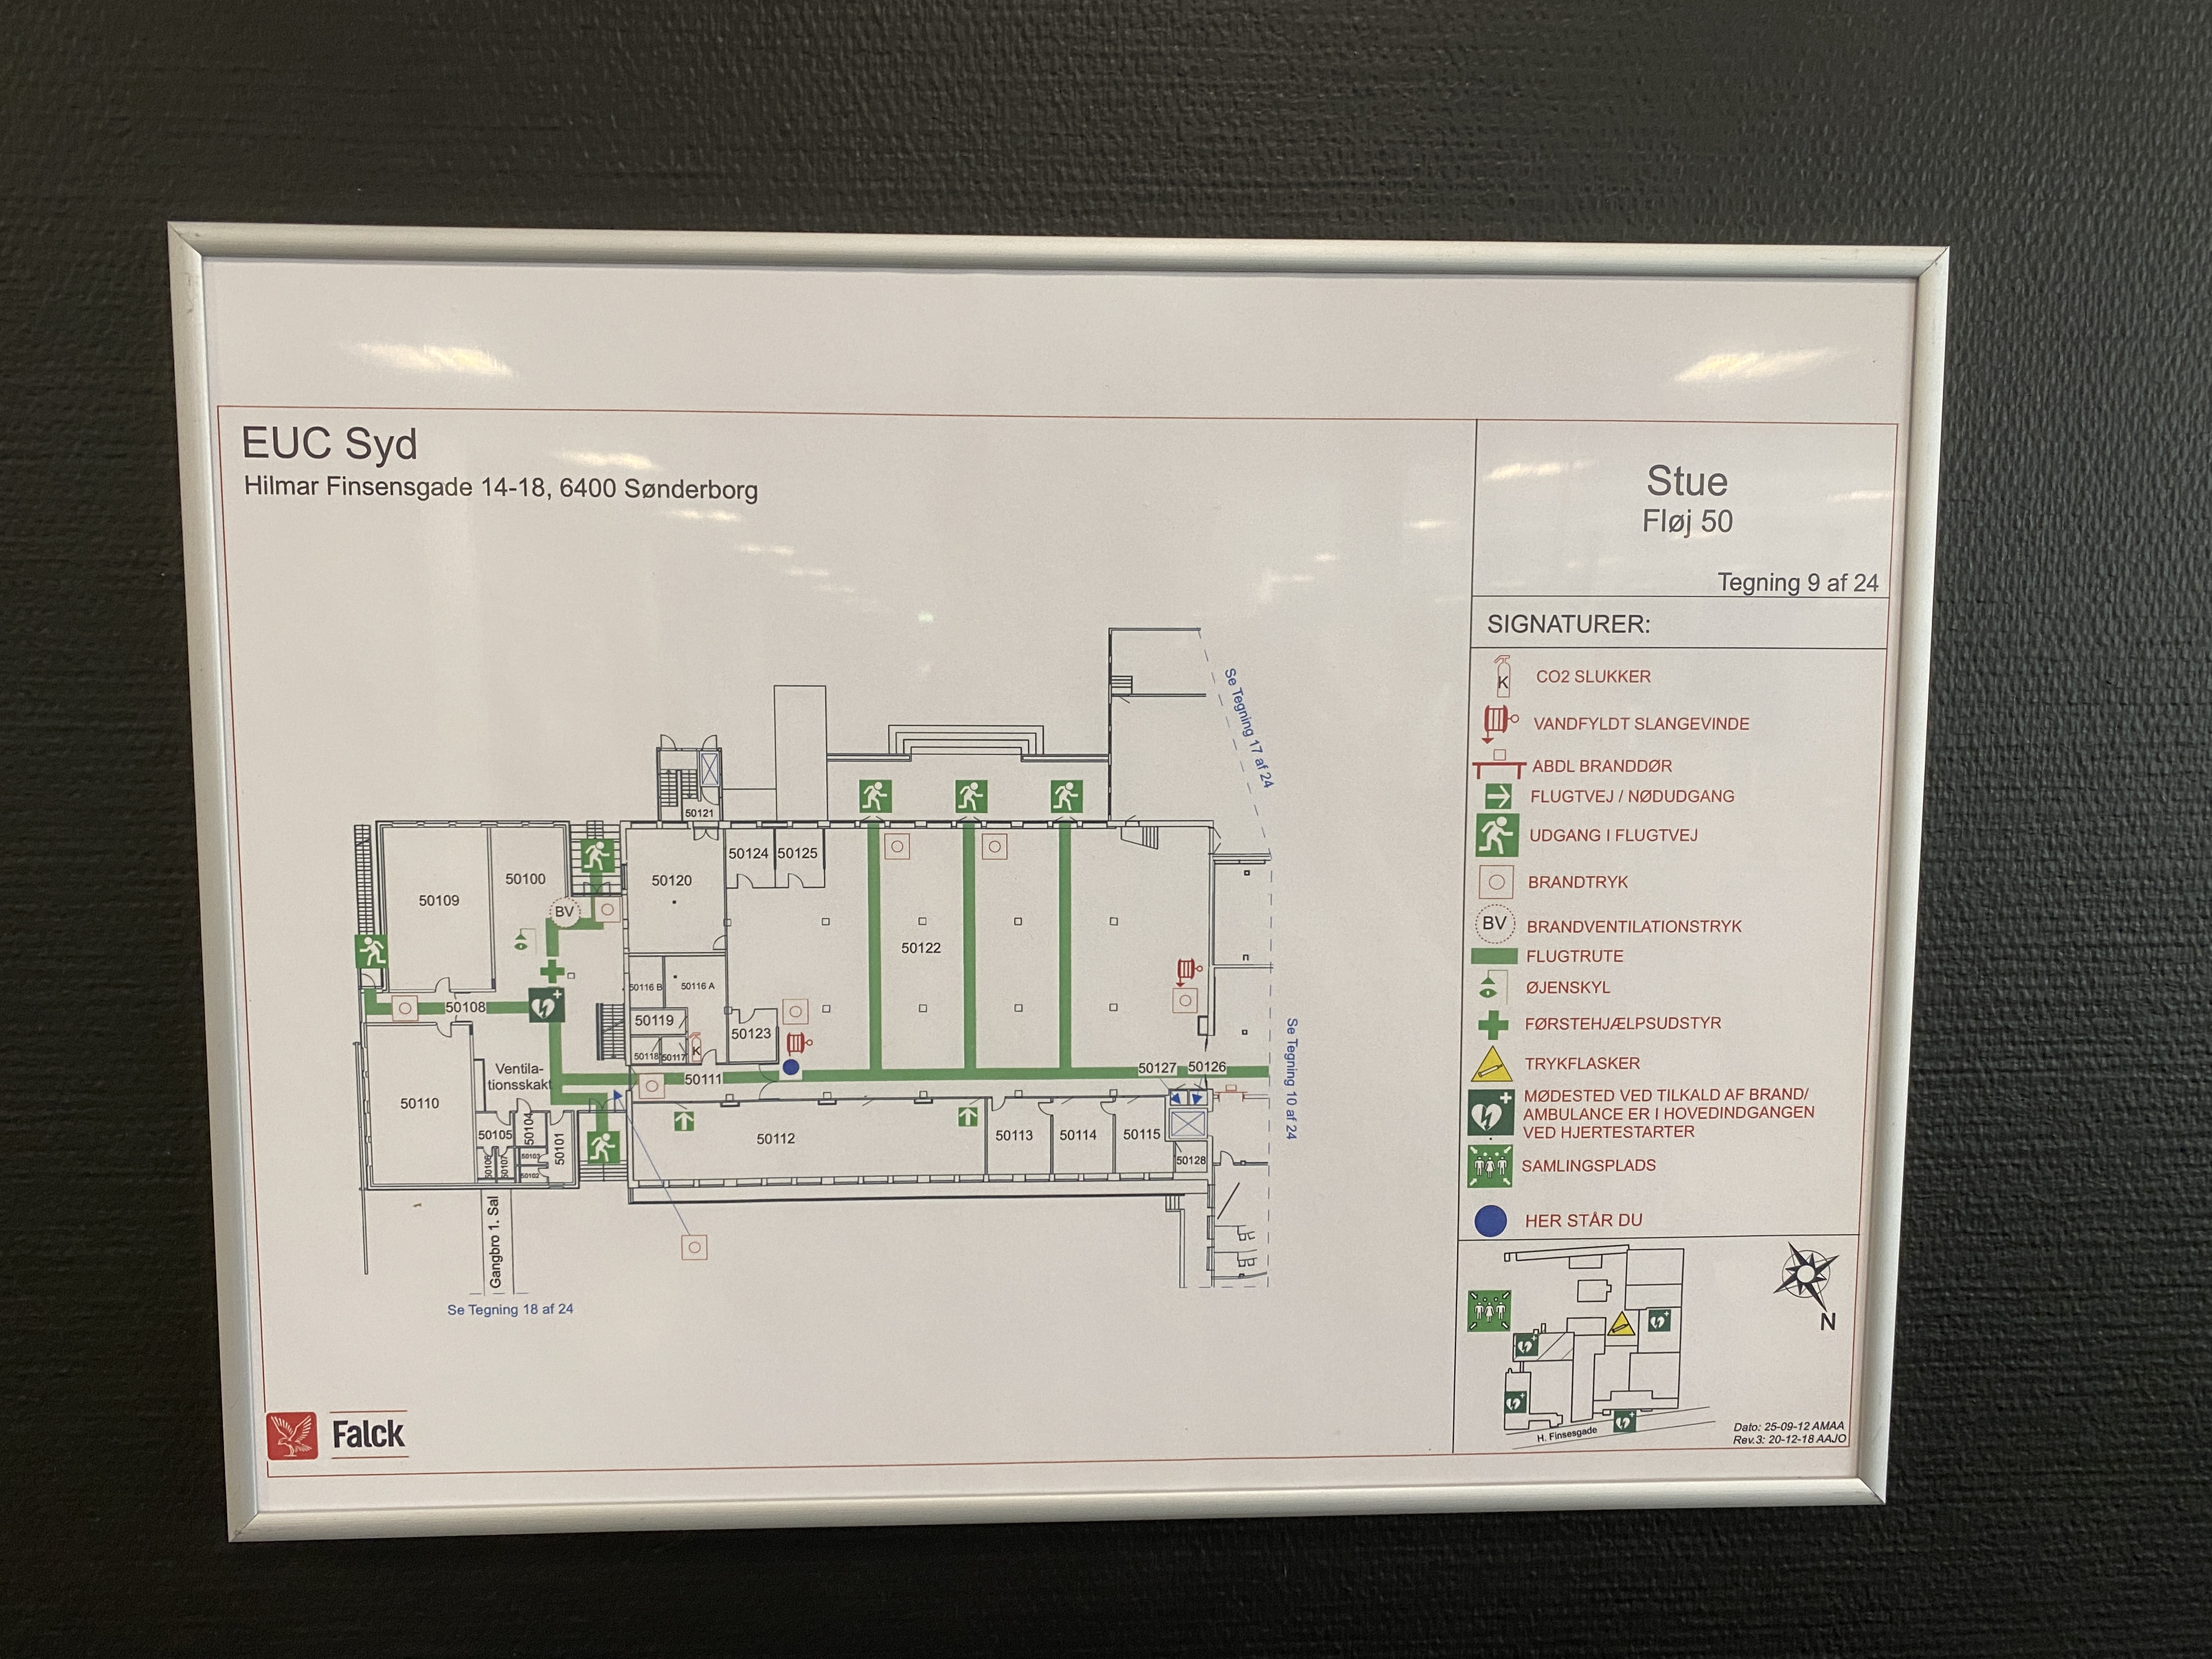 EUC Syd
Hilmar Finsensgade 14-18, 6400 Sønderborg
Stue
Fløj 50
Tegning 9 af 24
SIGNATURER:
K
CO2 SLUKKER
VANDFYLDT SLANGEVINDE
ABDL BRANDDØR
FLUGTVEJ / NØDUDGANG
UDGANG I FLUGTVEJ
BRANDTRYK
BV
BRANDVENTILATIONSTRYK
FLUGTRUTE
ØJENSKYL
FØRSTEHJÆLPSUDSTYR
TRYKFLASKER
MØDESTED VED TILKALD AF BRAND/
AMBULANCE ER I HOVEDINDGANGEN
VED HJERTESTARTER
SAMLINGSPLADS
HER STÅR DU
Se Tegning 17 af 24
50121
50124
50125
50120
50100
50109
BV
50122
50116 B
50116 A
50108
50119
50123
50118
50117
K
50111
50127
50126
Ventila-
tionsskakt
50110
50105
50104
50101
50106
50107
50103
50102
50112
50113
50114
50115
50128
Se Tegning 10 af 24
Gangbro 1. Sal
Se Tegning 18 af 24
N
H. Finsesgade
Dato: 25-09-12 AMAA
Rev.3: 20-12-18 AAJO
Falck